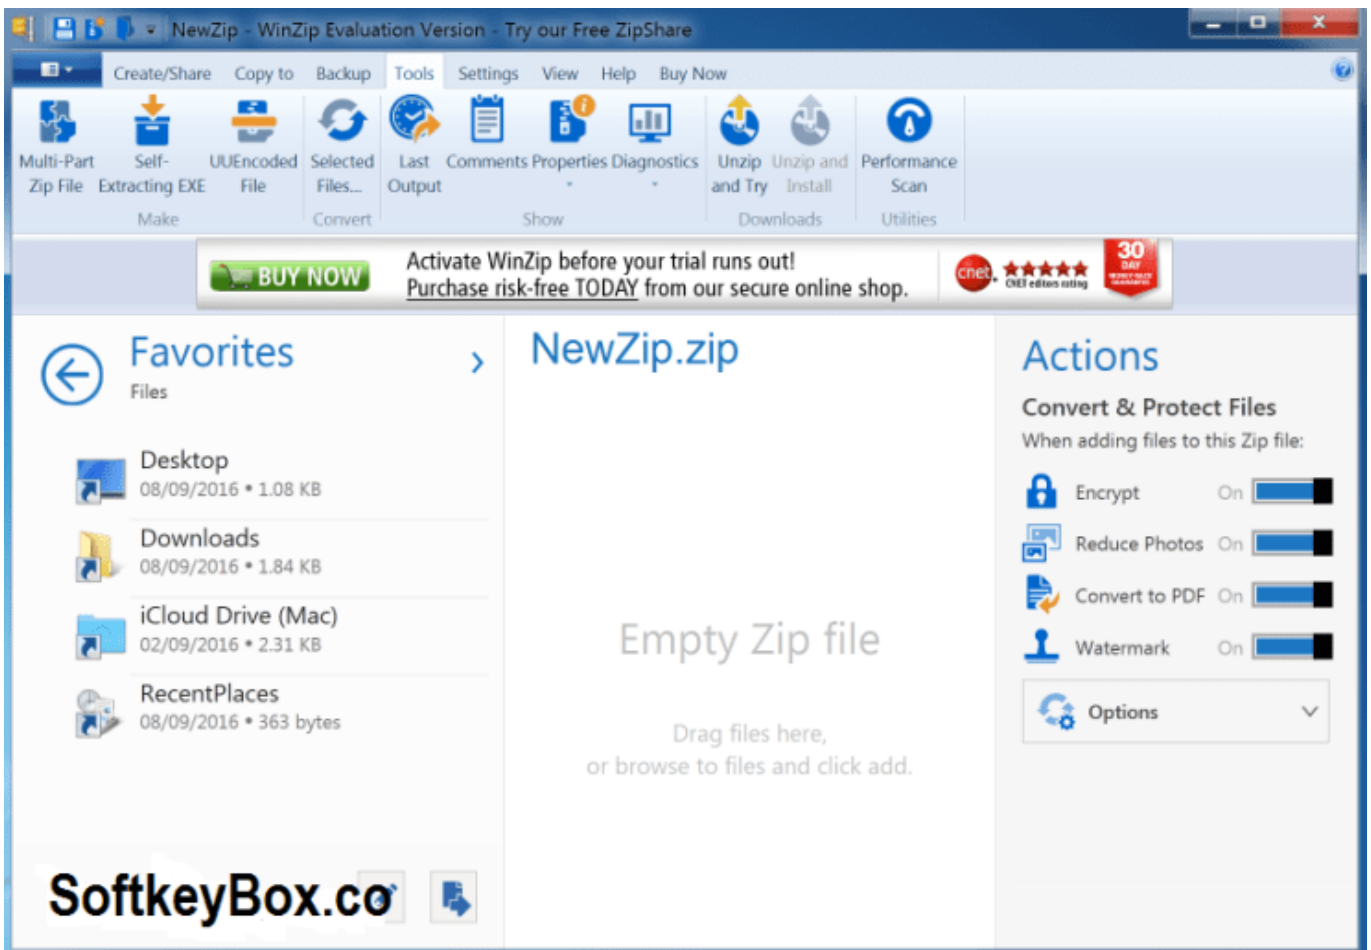 NewZip - WinZip Evaluation Version - Try our Free ZipShare
Create/Share Copy to Backup Tools Settings View Help Buy Now
Multi-Part Zip File
Self-Extracting EXE
UUEncoded File
Selected Files...
Last Output
Comments
Properties
Diagnostics
Unzip and Try
Unzip and Install
Performance Scan
Make Convert Show Downloads Utilities
BUY NOW
Activate WinZip before your trial runs out!
Purchase risk-free TODAY from our secure online shop.
cnet
CNET editors rating
30
DAY
MONEY-BACK
GUARANTEE
Favorites
Files
Desktop
08/09/2016 • 1.08 KB
Downloads
08/09/2016 • 1.84 KB
iCloud Drive (Mac)
02/09/2016 • 2.31 KB
RecentPlaces
08/09/2016 • 363 bytes
SoftkeyBox.co
NewZip.zip
Empty Zip file
Drag files here,
or browse to files and click add.
Actions
Convert & Protect Files
When adding files to this Zip file:
Encrypt On
Reduce Photos On
Convert to PDF On
Watermark On
Options